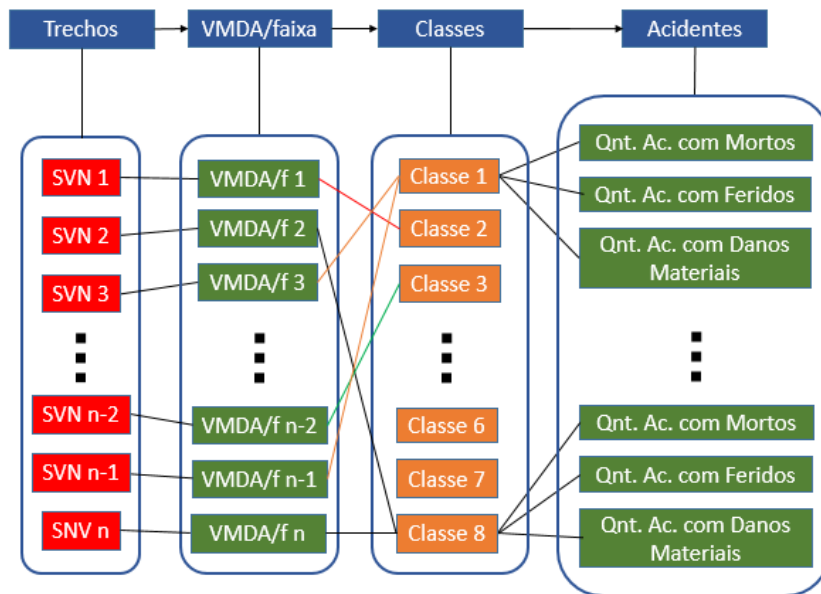 Trechos
VMDA/faixa
Classes
Acidentes
SVN 1
SVN 2
SVN 3
SVN n-2
SVN n-1
SNV n
VMDA/f 1
VMDA/f 2
VMDA/f 3
VMDA/f n-2
VMDA/f n-1
VMDA/f n
Classe 1
Classe 2
Classe 3
Classe 6
Classe 7
Classe 8
Qnt. Ac. com Mortos
Qnt. Ac. com Feridos
Qnt. Ac. com Danos
Materiais
Qnt. Ac. com Mortos
Qnt. Ac. com Feridos
Qnt. Ac. com Danos
Materiais